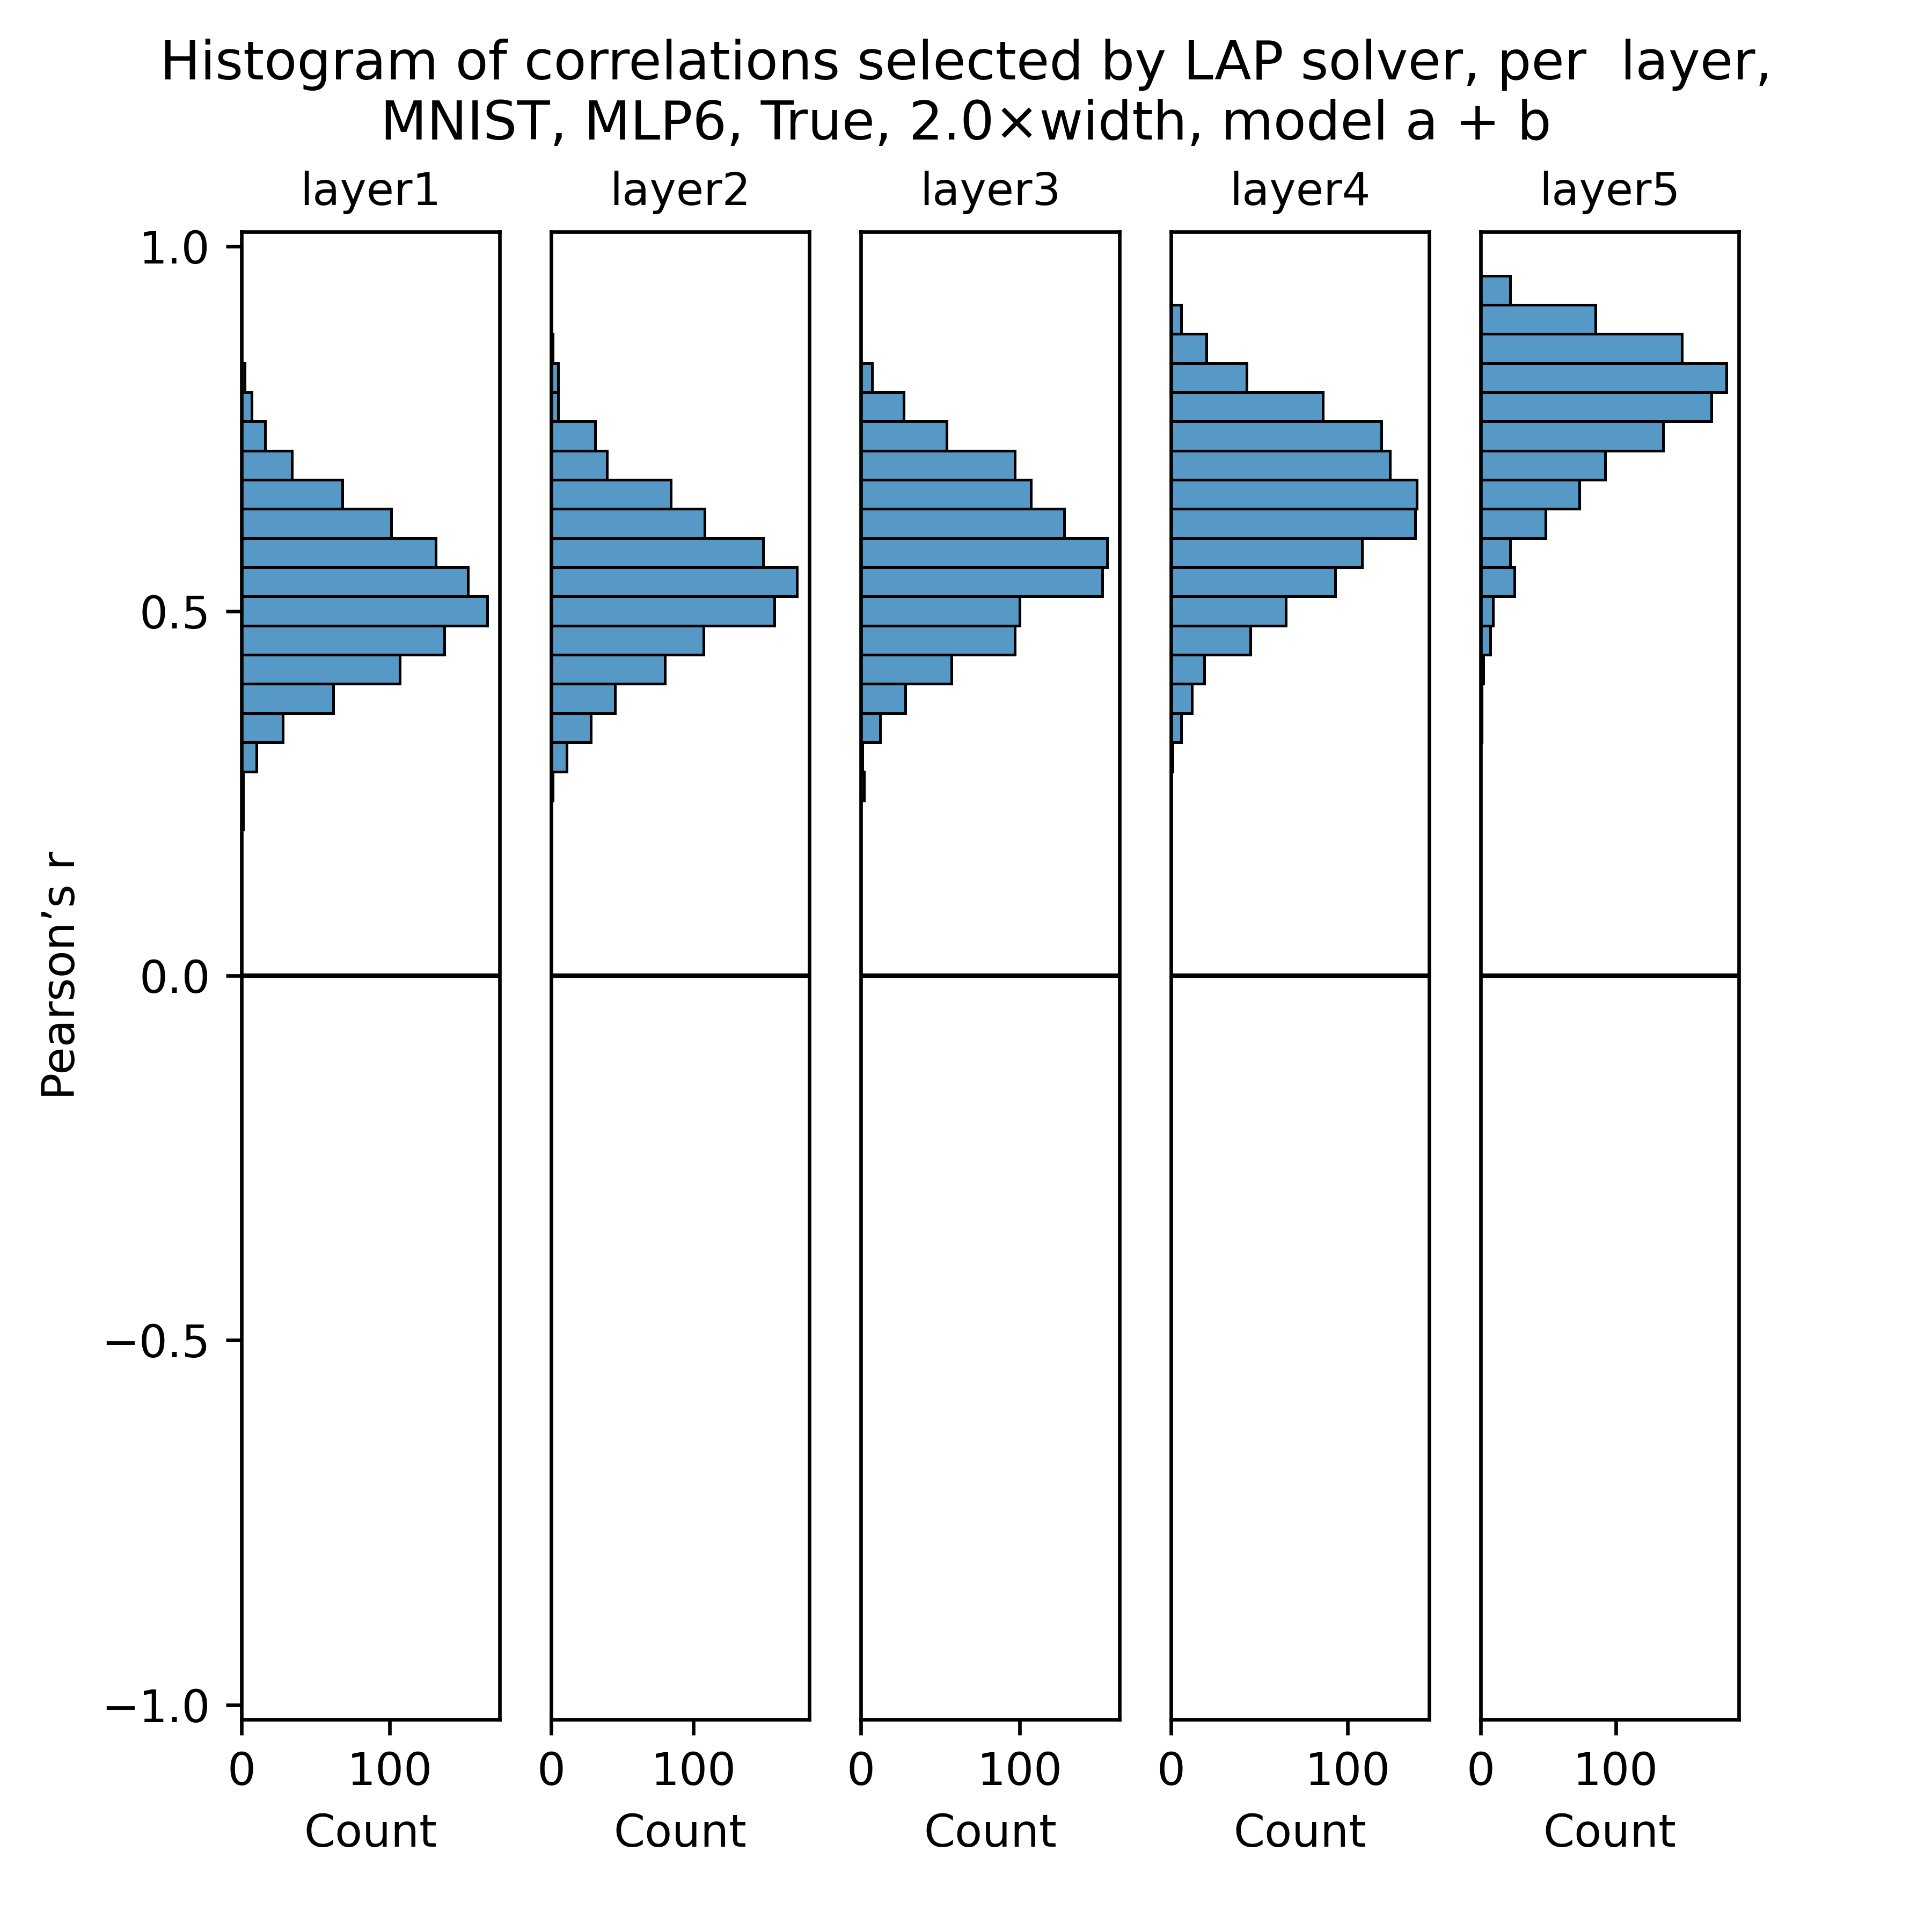 Histogram of correlations selected by LAP solver, per  layer,
MNIST, MLP6, True, 2.0×width, model a + b
layer1 layer2 layer3 layer4 layer5
1.0
0.5
0.0
−0.5
−1.0
Pearson’s r
0 100 0 100 0 100 0 100 0 100
Count Count Count Count Count